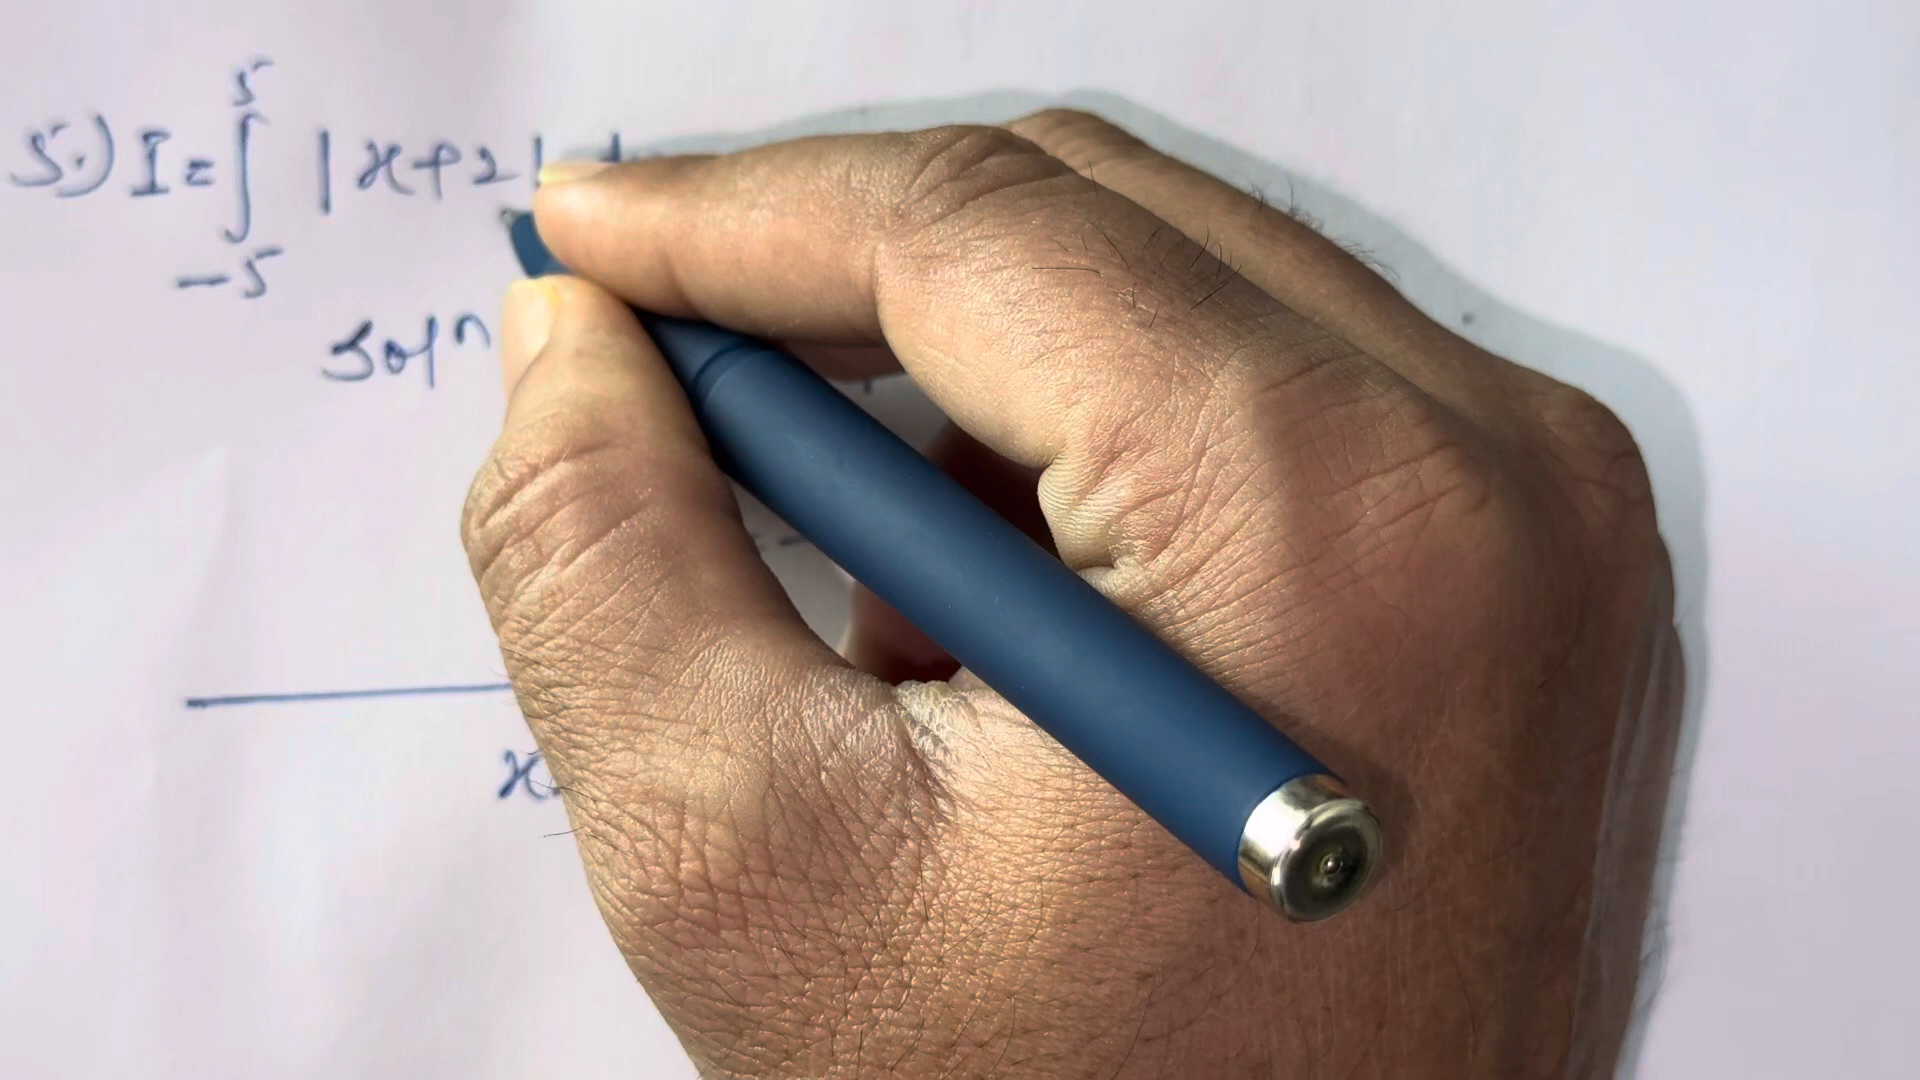 5.) I = ∫
5
-5
|x+2|
Solⁿ
x